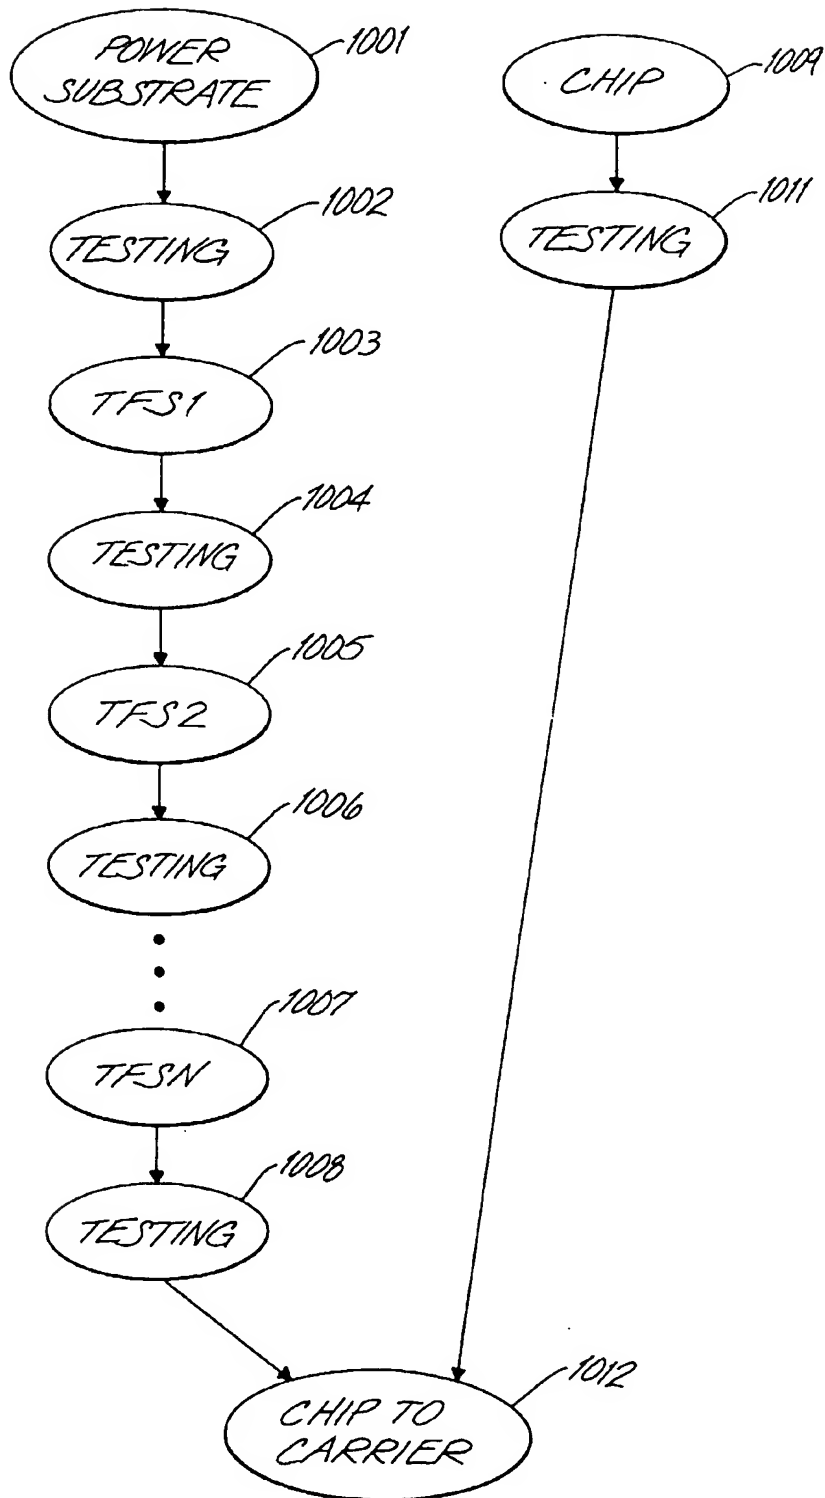 POWER
SUBSTRATE
1001
TESTING
1002
TFS1
1003
TESTING
1004
TFS2
1005
TESTING
1006
TFSN
1007
TESTING
1008
CHIP
1009
TESTING
1011
CHIP TO
CARRIER
1012